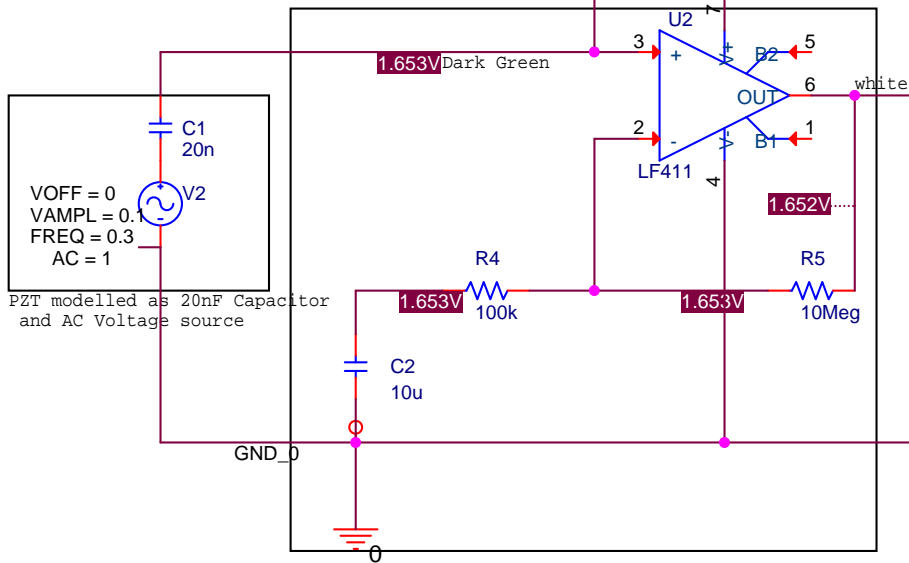 7
U2
3
+
V+
B2
5
1.653V
Dark Green
OUT
6
white
C1
20n
2
-
V-
B1
1
LF411
4
VOFF = 0
VAMPL = 0.1
FREQ = 0.3
AC = 1
+
-
V2
1.652V
R4
R5
PZT modelled as 20nF Capacitor
and AC Voltage source
1.653V
100k
1.653V
10Meg
C2
10u
GND_0
0